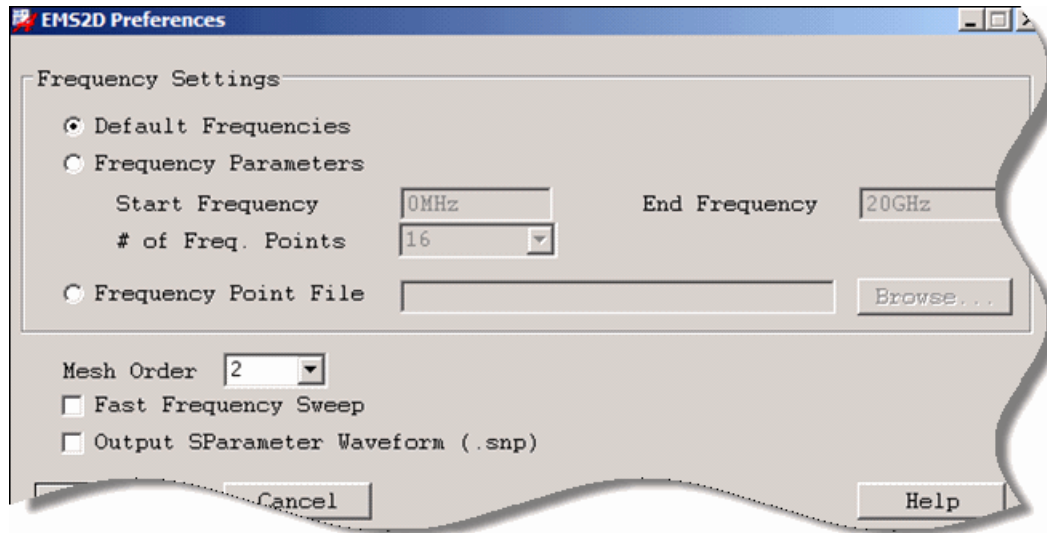 EMS2D Preferences
Frequency Settings
Default Frequencies
Frequency Parameters
Start Frequency 0MHz End Frequency 20GHz
# of Freq. Points 16
Frequency Point File Browse...
Mesh Order 2
Fast Frequency Sweep
Output SParameter Waveform (.snp)
Cancel Help